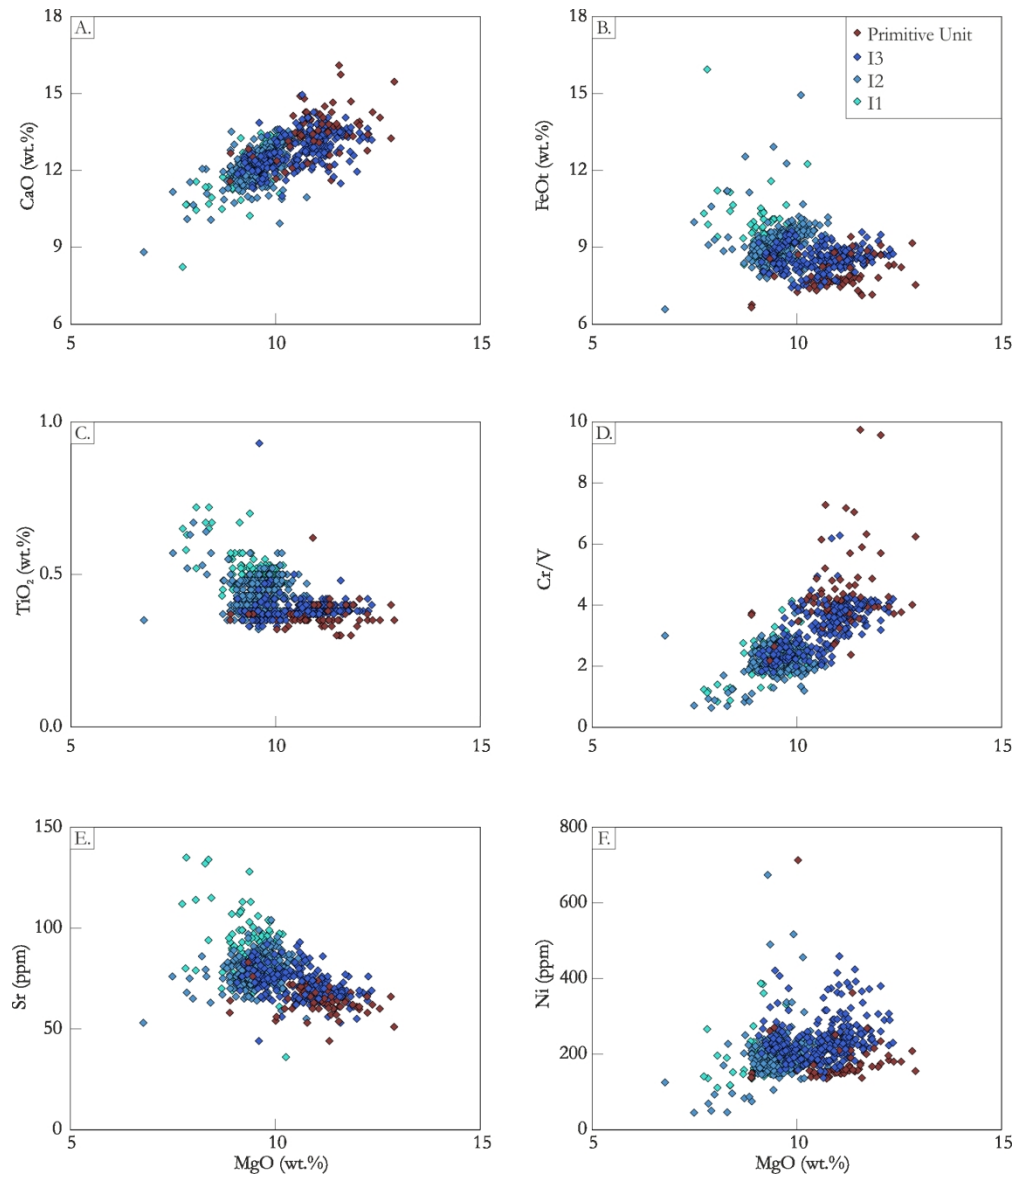 A.
18
15
12
9
6
CaO (wt.%)
5
10
15
B.
Primitive Unit
I3
I2
I1
18
15
12
9
6
FeOt (wt.%)
5
10
15
C.
1.0
0.5
0.0
TiO₂ (wt.%)
5
10
15
D.
10
8
6
4
2
0
Cr/V
5
10
15
E.
150
100
50
0
Sr (ppm)
5
10
15
MgO (wt.%)
F.
800
600
400
200
0
Ni (ppm)
5
10
15
MgO (wt.%)